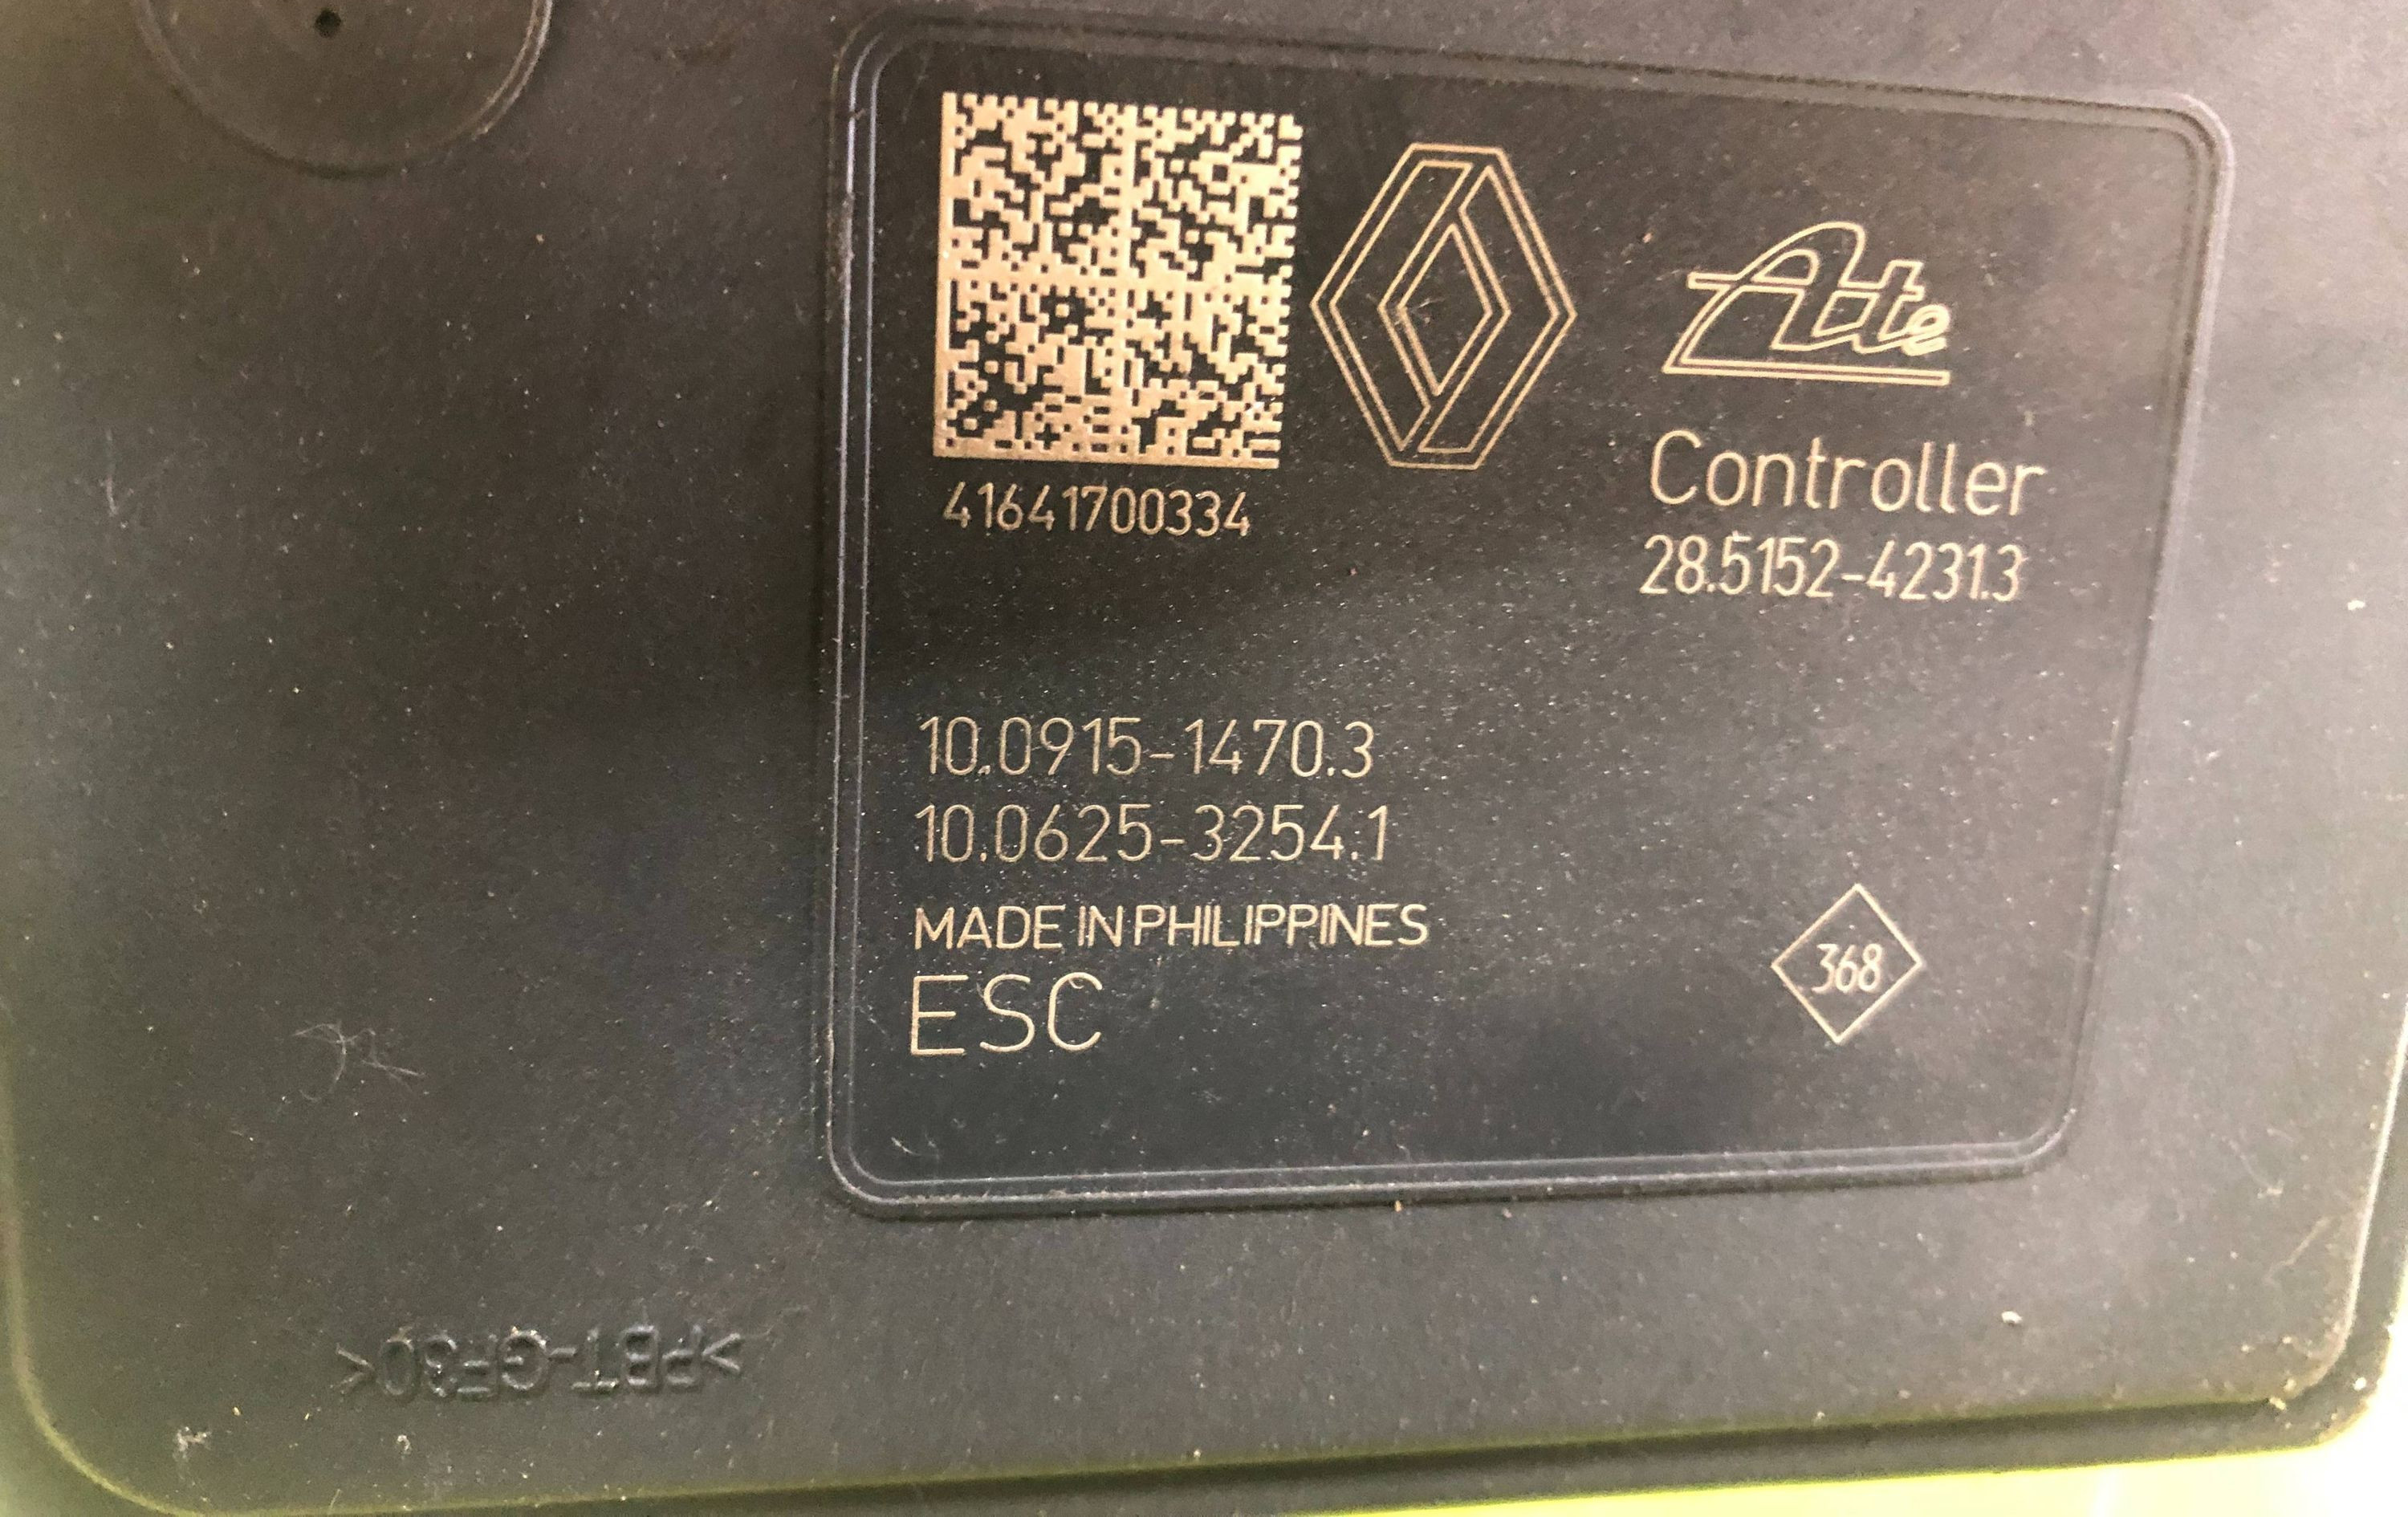 Ate
41641700334
Controller
28.5152-4231.3
10.0915-1470.3
10.0625-3254.1
MADE IN PHILIPPINES
ESC
368
>PBT-GF30<